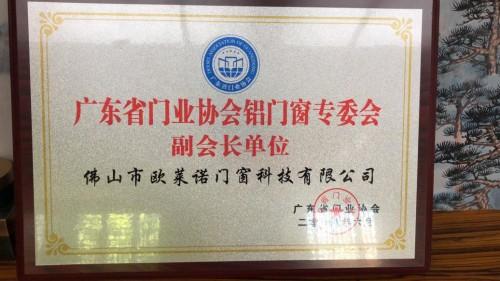 广东省门业协会铝门窗专委会
副会长单位
佛山市欧莱诺门窗科技有限公司
广东省门业协会